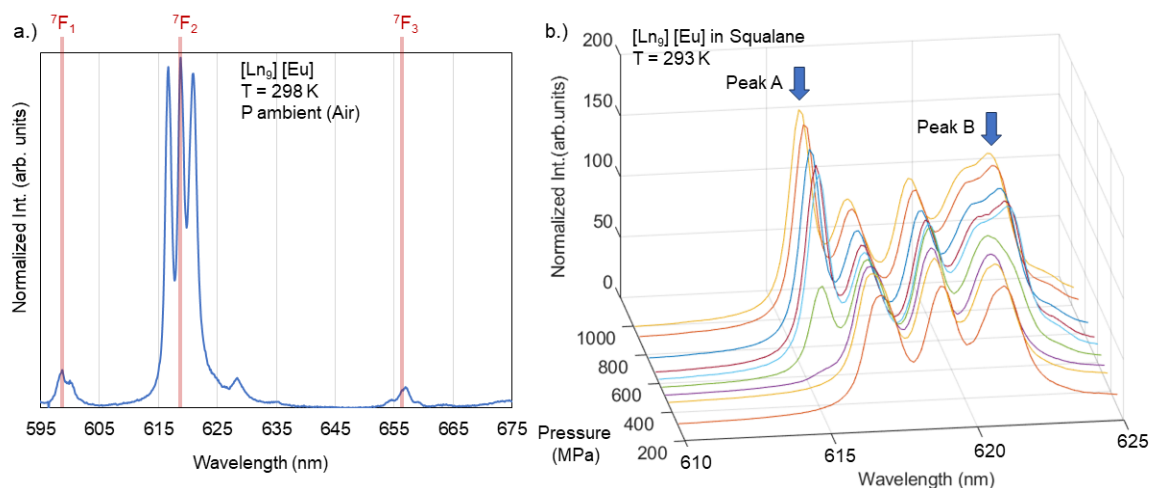 a.)
⁷F₁
⁷F₂
⁷F₃
[Ln₉] [Eu]
T = 298 K
P ambient (Air)
Normalized Int. (arb. units)
595 605 615 625 635 645 655 665 675
Wavelength (nm)
b.)
[Ln₉] [Eu] in Squalane
T = 293 K
Peak A
Peak B
Normalized Int.(arb.units)
200
150
100
50
0
1000
800
600
400
200
Pressure
(MPa)
610
615
620
625
Wavelength (nm)